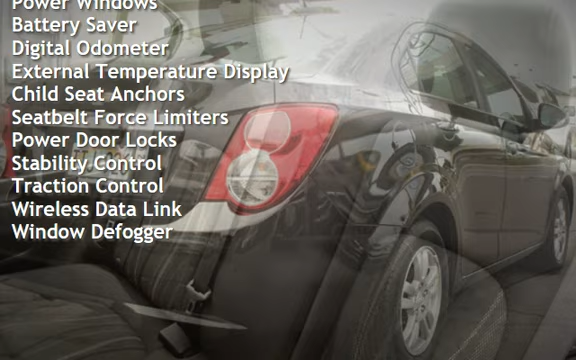 Power Windows
Battery Saver
Digital Odometer
External Temperature Display
Child Seat Anchors
Seatbelt Force Limiters
Power Door Locks
Stability Control
Traction Control
Wireless Data Link
Window Defogger